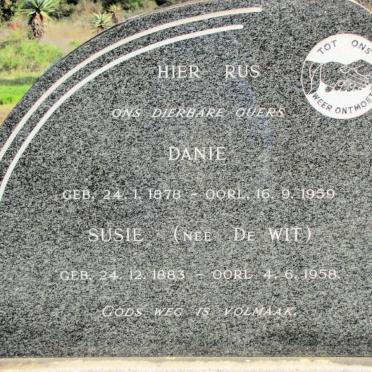 HIER RUS
TOT ONS
WEER ONTMOET
ONS DIERBARE OUERS
DANIE
GEB. 24.1.1878 - OORL. 16.9.1959
SUSIE (NEE DE WIT)
GEB. 24.12.1883 - OORL. 4.6.1958.
GODS WEG IS VOLMAAK.